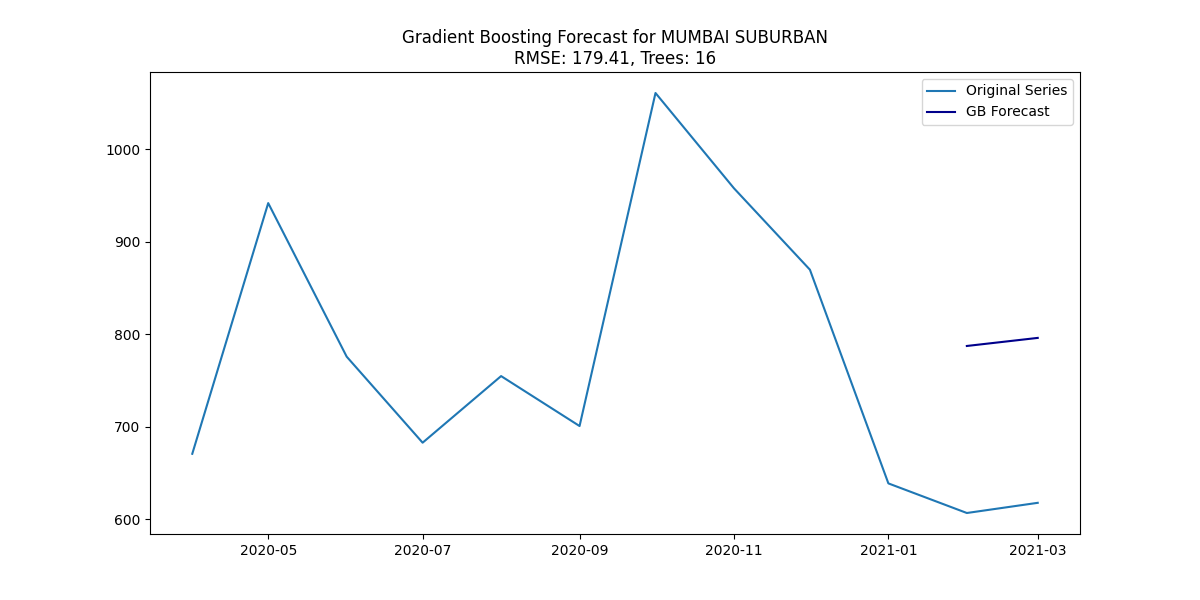 Gradient Boosting Forecast for MUMBAI SUBURBAN
RMSE: 179.41, Trees: 16
Original Series
GB Forecast
1000
900
800
700
600
2020-05 2020-07 2020-09 2020-11 2021-01 2021-03